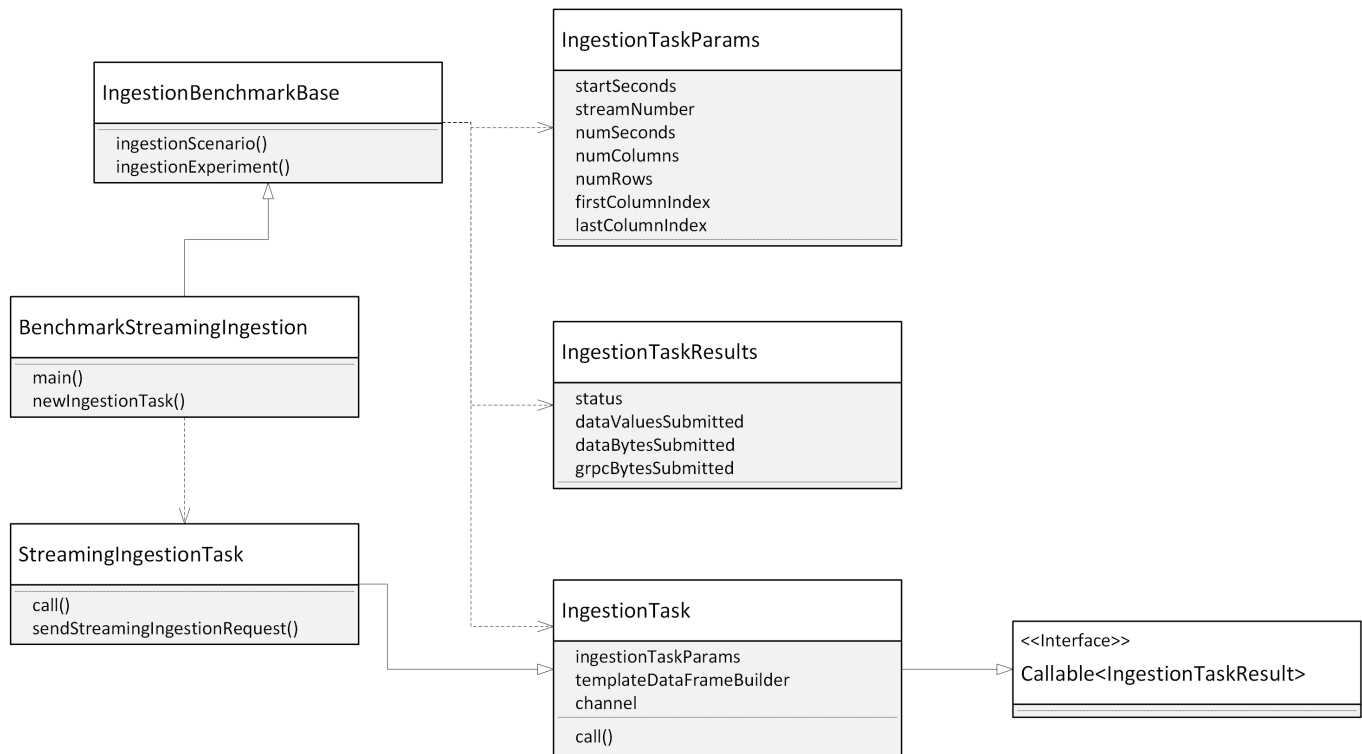 IngestionTaskParams
startSeconds
streamNumber
numSeconds
numColumns
numRows
firstColumnIndex
lastColumnIndex
IngestionBenchmarkBase
ingestionScenario()
ingestionExperiment()
BenchmarkStreamingIngestion
main()
newIngestionTask()
IngestionTaskResults
status
dataValuesSubmitted
dataBytesSubmitted
grpcBytesSubmitted
StreamingIngestionTask
call()
sendStreamingIngestionRequest()
IngestionTask
ingestionTaskParams
templateDataFrameBuilder
channel
call()
<<Interface>>
Callable<IngestionTaskResult>